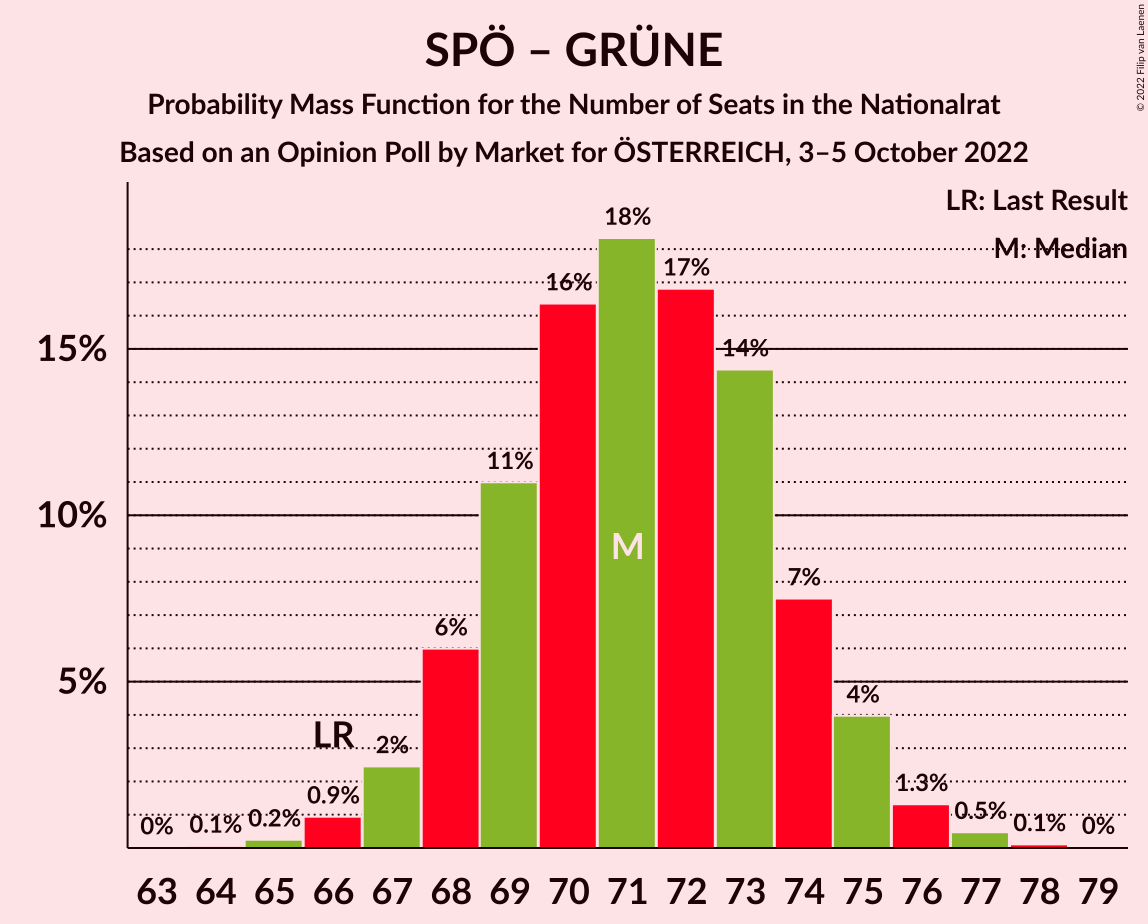 SPÖ – GRÜNE
Probability Mass Function for the Number of Seats in the Nationalrat
Based on an Opinion Poll by Market for ÖSTERREICH, 3–5 October 2022
© 2022 Filip van Laenen
LR: Last Result
M: Median
15%
10%
5%
0%
0.1%
0.2%
0.9%
LR
2%
6%
11%
16%
18%
M
17%
14%
7%
4%
1.3%
0.5%
0.1%
0%
63 64 65 66 67 68 69 70 71 72 73 74 75 76 77 78 79